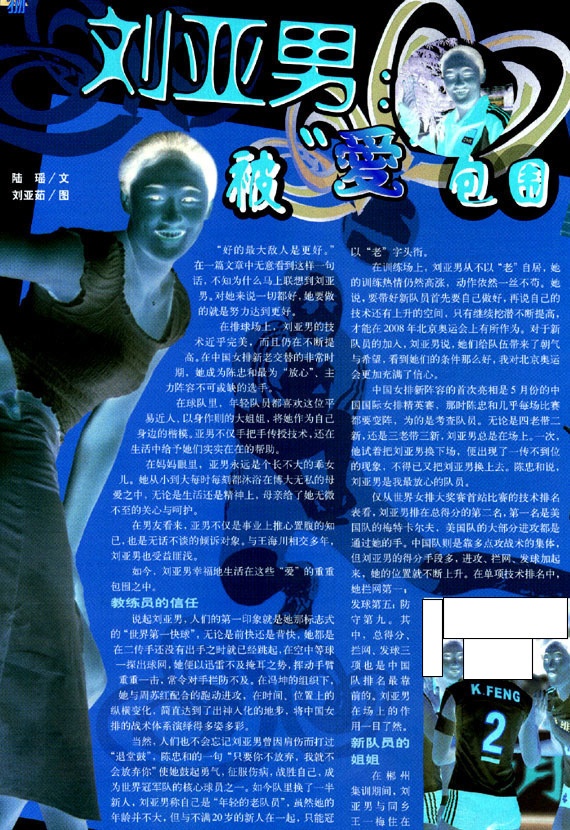 刘亚男：
被“爱”包围
陆 瑶/文
刘亚茹/图
“好的最大敌人是更好。”
在一篇文章中无意看到这样一句
话，不知为什么马上联想到刘亚
男。对她来说一切都好，她要做
的就是努力达到更好。
在排球场上，刘亚男的技
术近乎完美，而且仍在不断提
高。在中国女排新老交替的非常时
期，她成为陈忠和最为“放心”、主
力阵容不可或缺的选手。
在球队里，年轻队员都喜欢这位平
易近人、以身作则的大姐姐，将她作为自己
身边的楷模。亚男不仅手把手传授技术，还在
生活中给予她们实实在在的帮助。
在妈妈眼里，亚男永远是个长不大的乖女
儿。她从小到大每时每刻都沐浴在博大无私的母
爱之中，无论是生活还是精神上，母亲给了她无微
不至的关心与呵护。
在男友看来，亚男不仅是事业上推心置腹的知
己，也是无话不谈的倾诉对象。与王海川相交多年，
刘亚男也受益匪浅。
如今，刘亚男幸福地生活在这些“爱”的重重
包围之中。
教练员的信任
说起刘亚男，人们的第一印象就是她那标志式
的“世界第一快球”。无论是前快还是背快，她都是
在二传手还没有出手之时就已经跳起，在空中等球
一探出球网，她便以迅雷不及掩耳之势，挥动手臂
重重一击，常令对手拦防不及。在冯坤的组织下，
她与周苏红配合的跑动进攻，在时间、位置上的
纵横变化，简直达到了出神入化的地步，将中国女
排的战术体系演绎得多姿多彩。
当然，人们也不会忘记刘亚男曾因肩伤而打过
“退堂鼓”，陈忠和的一句“只要你不放弃，我就不
会放弃你”使她鼓起勇气，征服伤病，战胜自己，成
为世界冠军队的核心球员之一。如今队里换了一半
新人，刘亚男称自己是“年轻的老队员”，虽然她的
年龄并不大，但与不满20岁的新人在一起，只能冠
以“老”字头衔。
在训练场上，刘亚男从不以“老”自居，她
的训练热情仍然高涨，动作依然一丝不苟。她
说，要带好新队员首先要自己做好，再说自己的
技术还有上升的空间，只有继续挖潜不断提高，
才能在2008年北京奥运会上有所作为。对于新
队员的加入，刘亚男说，她们给队伍带来了朝气
与希望，看到她们的条件那么好，我对北京奥运
会更加充满了信心。
中国女排新阵容的首次亮相是5月份的中
国国际女排精英赛，那时陈忠和几乎每场比赛
都要变阵，为的是考查队员。无论是四老带二
新，还是三老带三新，刘亚男总是在场上。一次，
他试着把刘亚男换下场，便出现了一传不到位
的现象，不得已又把刘亚男换上去。陈忠和说，
刘亚男是我最放心的队员。
仅从世界女排大奖赛首站比赛的技术排名
表看，刘亚男排在总得分的第二名，第一名是美
国队的梅特卡尔夫，美国队的大部分进攻都是
通过她的手。中国队则是靠多点攻战术的集体，
但刘亚男的得分手段多，进攻、拦网、发球加起
来，她的位置就不断上升。在单项技术排名中，
她拦网第一，
发球第五，防
守第九。其
中，总得分、
拦网、发球三
项也是中国
队排名最靠
前的。刘亚男
在场上的作
用一目了然。
新队员的
姐姐
在郴州
集训期间，刘
亚男与同乡
王一梅住在
K.FENG
2